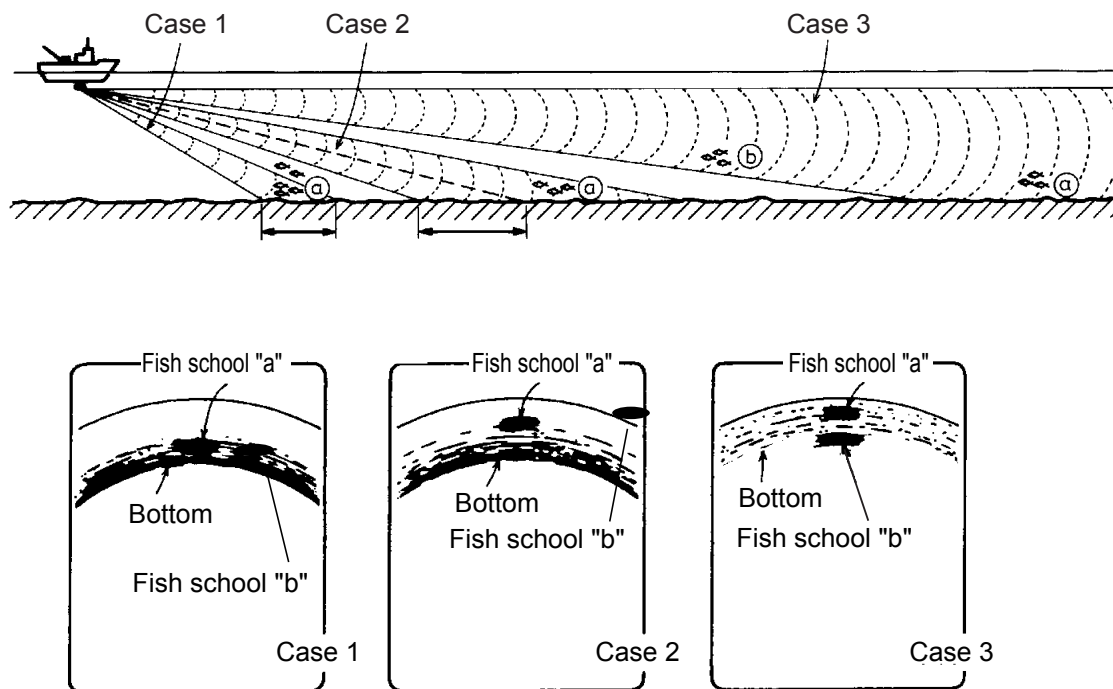 Case 1
Case 2
Case 3
b
a
a
a
Fish school "a"
Fish school "a"
Fish school "a"
Bottom
Fish school "b"
Case 1
Bottom
Fish school "b"
Case 2
Bottom
Fish school "b"
Case 3